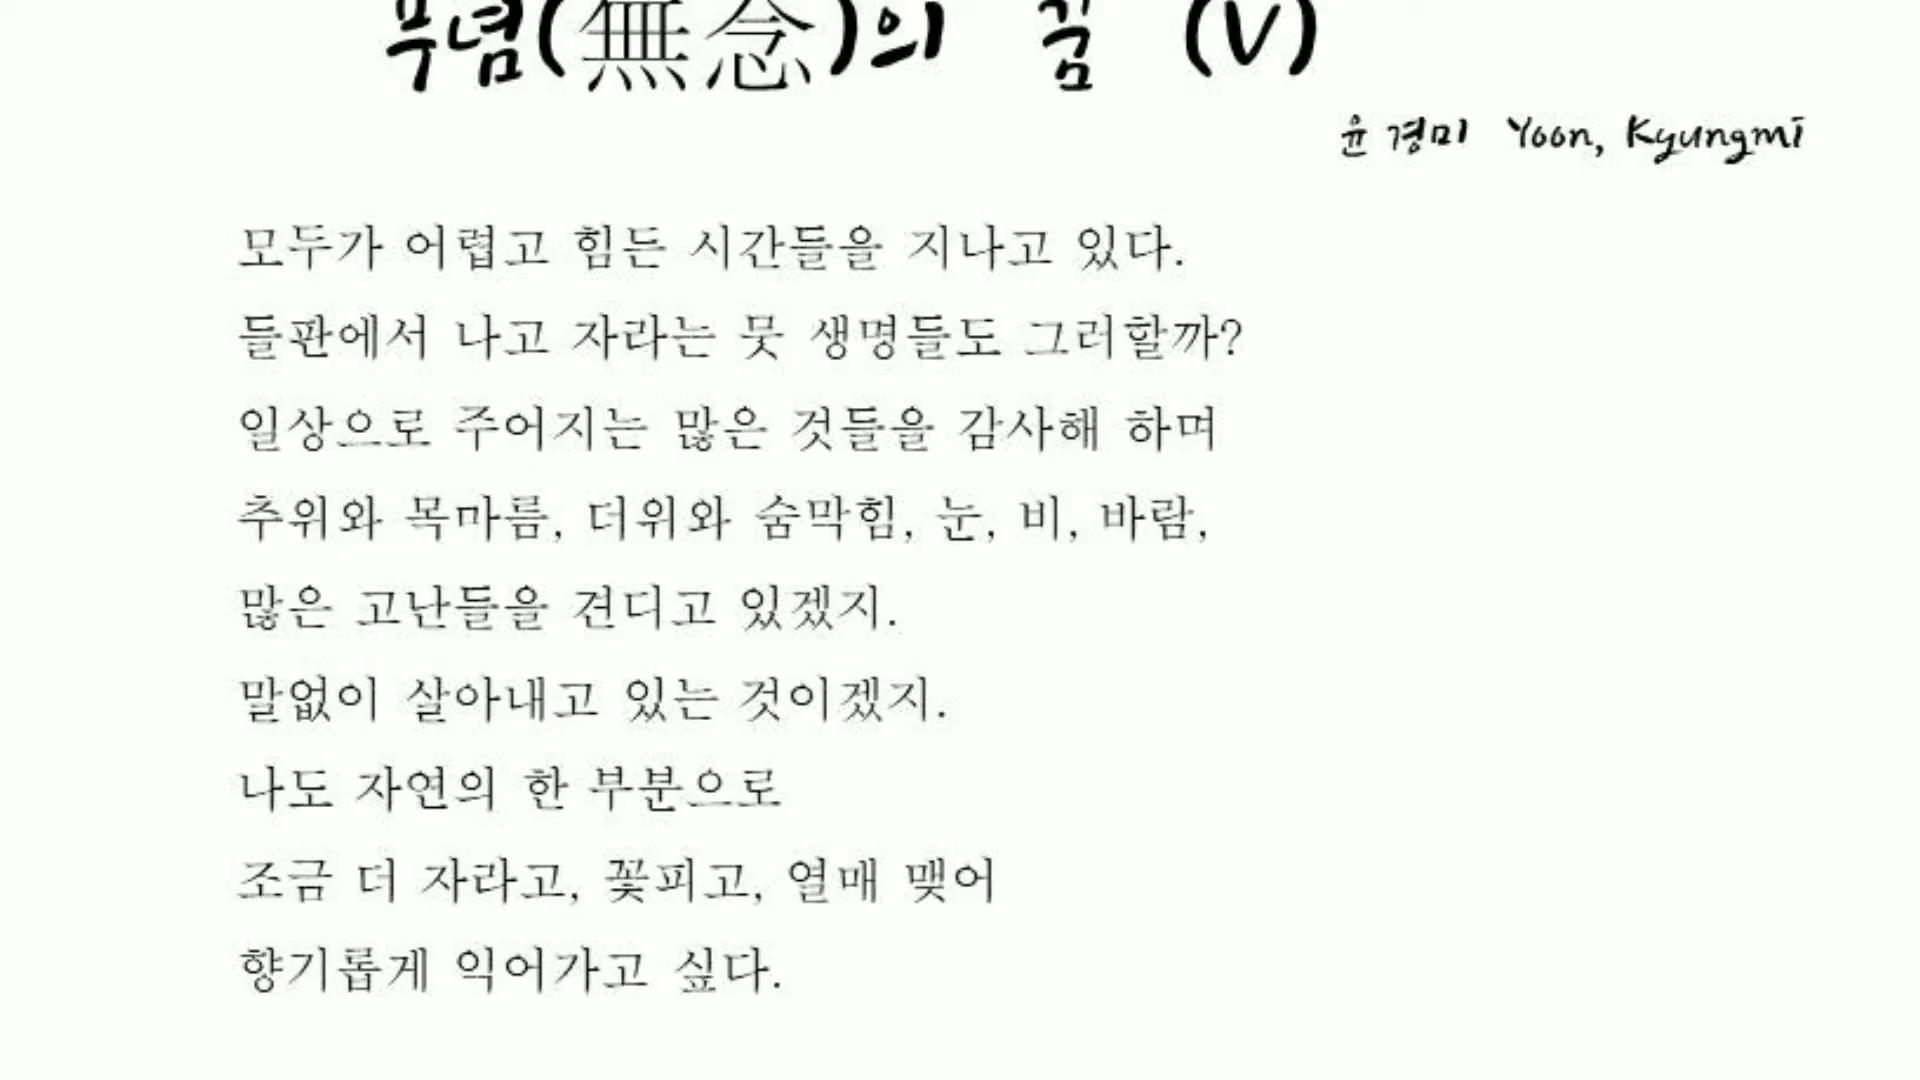 무념(無念)의 꿈 (V)
윤경미 Yoon, Kyungmi
모두가 어렵고 힘든 시간들을 지나고 있다.
들판에서 나고 자라는 뭇 생명들도 그러할까?
일상으로 주어지는 많은 것들을 감사해 하며
추위와 목마름, 더위와 숨막힘, 눈, 비, 바람,
많은 고난들을 견디고 있겠지.
말없이 살아내고 있는 것이겠지.
나도 자연의 한 부분으로
조금 더 자라고, 꽃피고, 열매 맺어
향기롭게 익어가고 싶다.